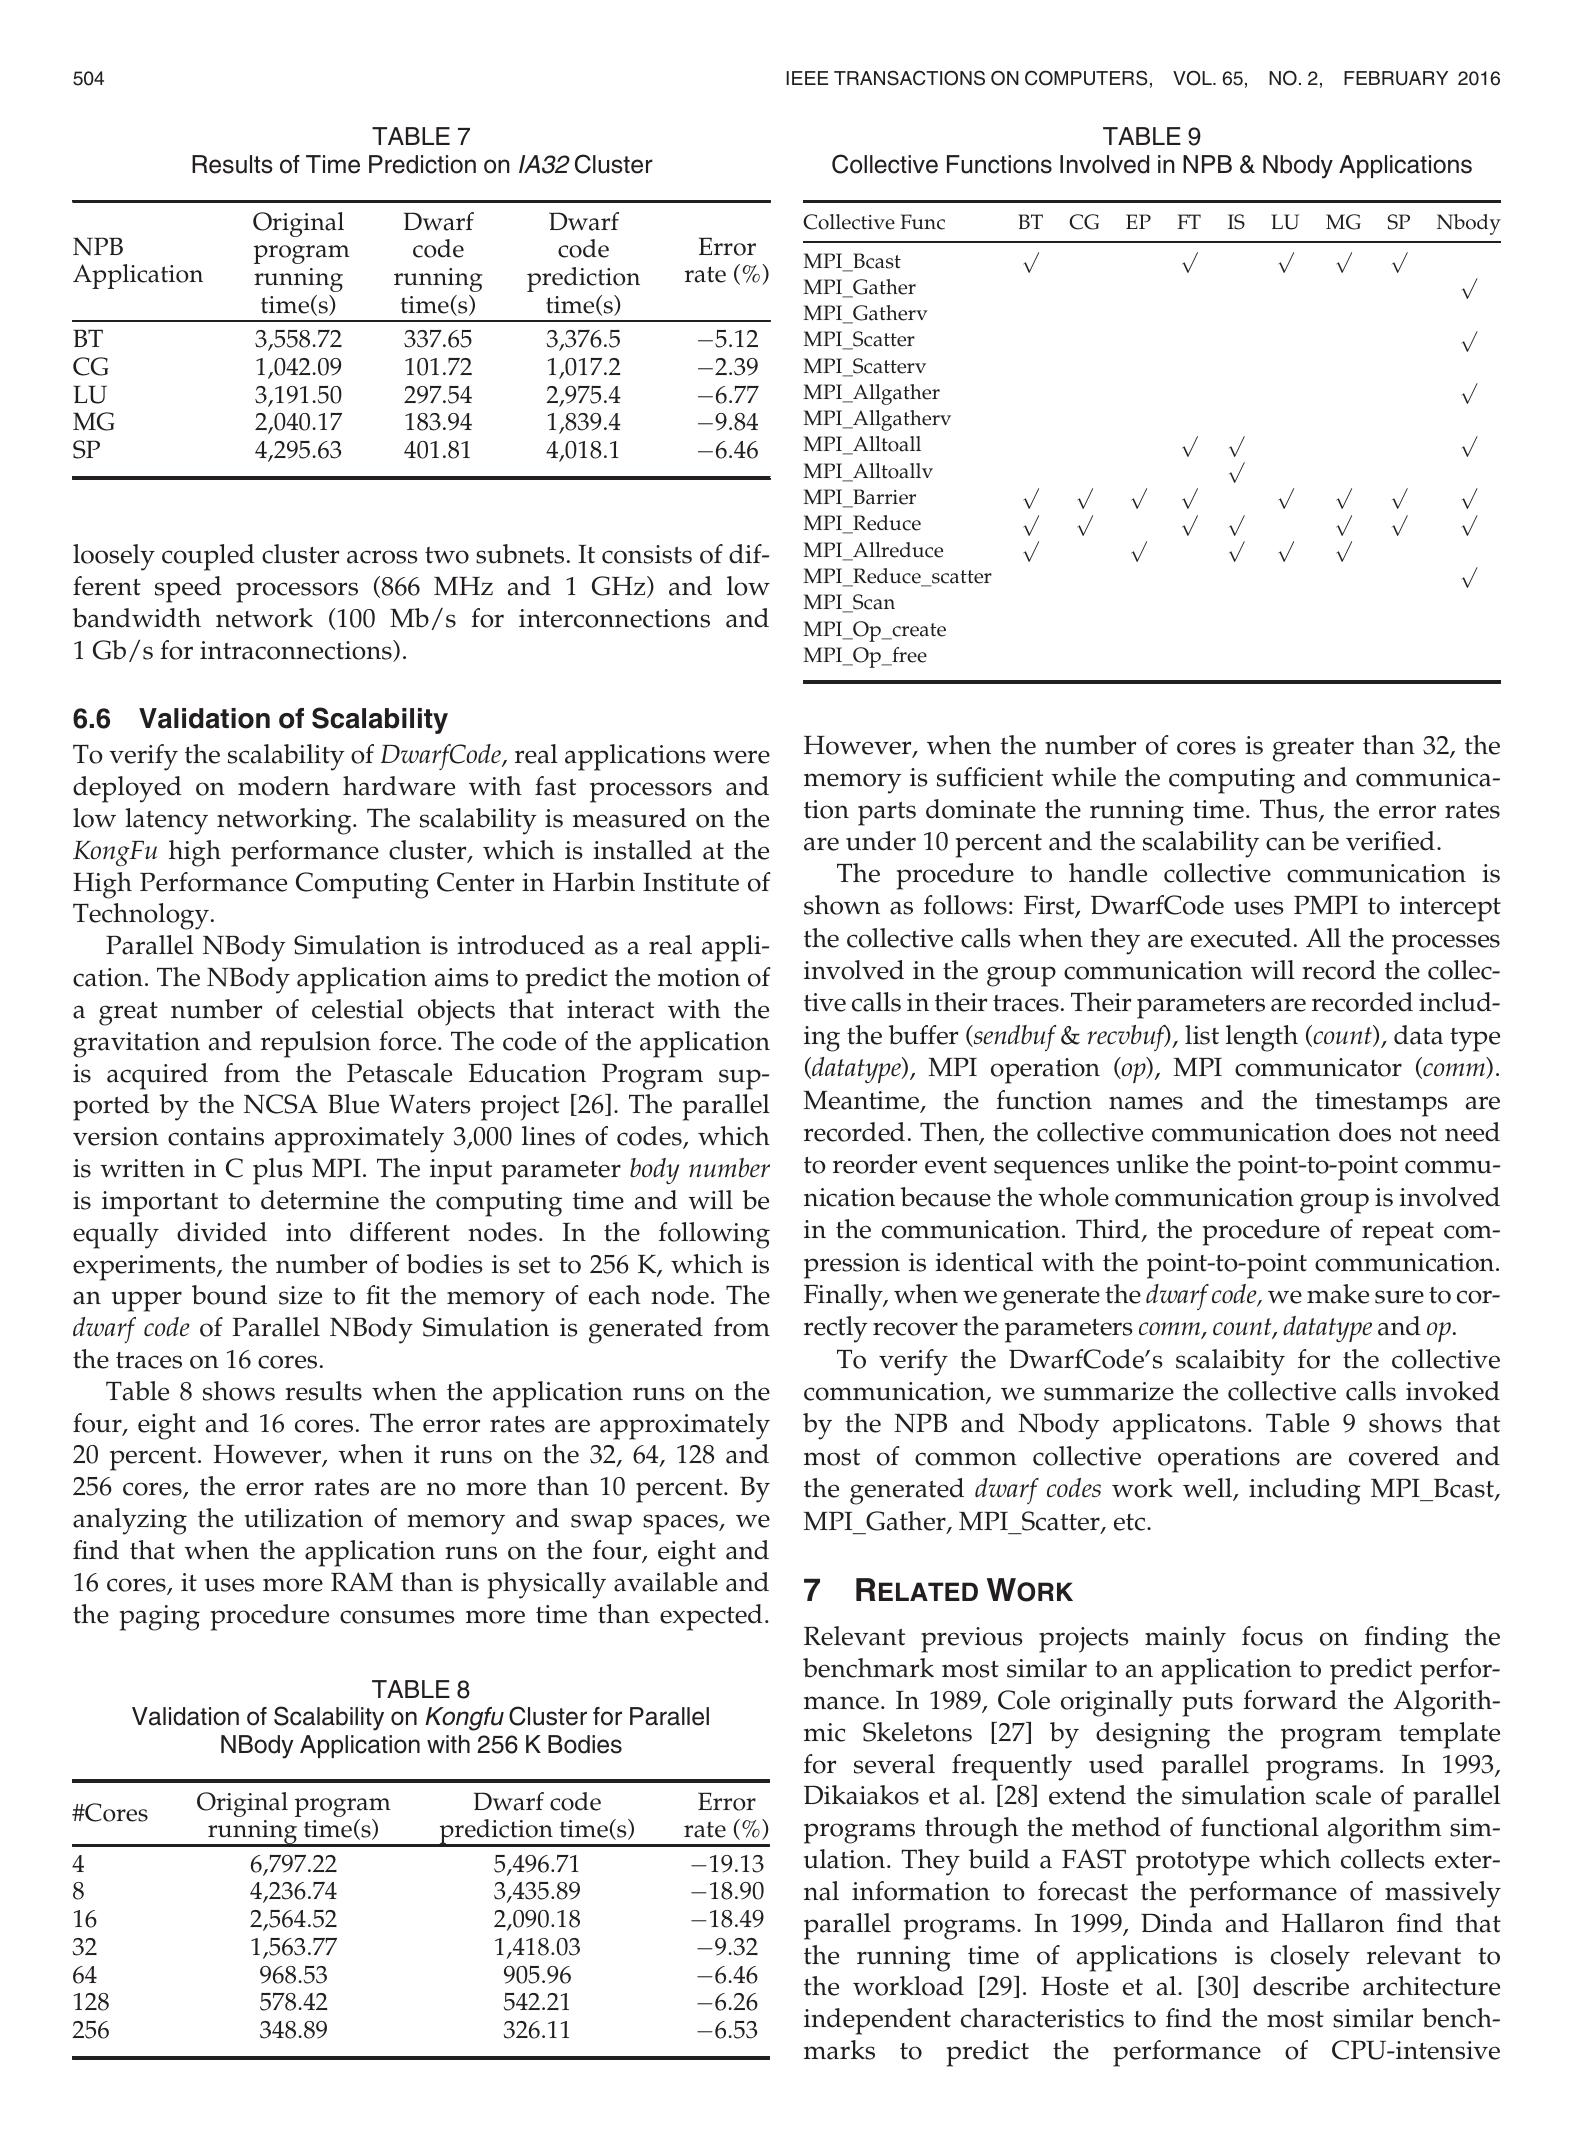 504
IEEE TRANSACTIONS ON COMPUTERS, VOL. 65, NO. 2, FEBRUARY 2016
TABLE 7
Results of Time Prediction on IA32 Cluster
NPB Application | Original program running time(s) | Dwarf code running time(s) | Dwarf code prediction time(s) | Error rate (%)
BT 3,558.72 337.65 3,376.5 −5.12
CG 1,042.09 101.72 1,017.2 −2.39
LU 3,191.50 297.54 2,975.4 −6.77
MG 2,040.17 183.94 1,839.4 −9.84
SP 4,295.63 401.81 4,018.1 −6.46
loosely coupled cluster across two subnets. It consists of dif-
ferent speed processors (866 MHz and 1 GHz) and low
bandwidth network (100 Mb/s for interconnections and
1 Gb/s for intraconnections).
6.6 Validation of Scalability
To verify the scalability of DwarfCode, real applications were
deployed on modern hardware with fast processors and
low latency networking. The scalability is measured on the
KongFu high performance cluster, which is installed at the
High Performance Computing Center in Harbin Institute of
Technology.
Parallel NBody Simulation is introduced as a real appli-
cation. The NBody application aims to predict the motion of
a great number of celestial objects that interact with the
gravitation and repulsion force. The code of the application
is acquired from the Petascale Education Program sup-
ported by the NCSA Blue Waters project [26]. The parallel
version contains approximately 3,000 lines of codes, which
is written in C plus MPI. The input parameter body number
is important to determine the computing time and will be
equally divided into different nodes. In the following
experiments, the number of bodies is set to 256 K, which is
an upper bound size to fit the memory of each node. The
dwarf code of Parallel NBody Simulation is generated from
the traces on 16 cores.
Table 8 shows results when the application runs on the
four, eight and 16 cores. The error rates are approximately
20 percent. However, when it runs on the 32, 64, 128 and
256 cores, the error rates are no more than 10 percent. By
analyzing the utilization of memory and swap spaces, we
find that when the application runs on the four, eight and
16 cores, it uses more RAM than is physically available and
the paging procedure consumes more time than expected.
TABLE 8
Validation of Scalability on Kongfu Cluster for Parallel
NBody Application with 256 K Bodies
#Cores | Original program running time(s) | Dwarf code prediction time(s) | Error rate (%)
4 6,797.22 5,496.71 −19.13
8 4,236.74 3,435.89 −18.90
16 2,564.52 2,090.18 −18.49
32 1,563.77 1,418.03 −9.32
64 968.53 905.96 −6.46
128 578.42 542.21 −6.26
256 348.89 326.11 −6.53
TABLE 9
Collective Functions Involved in NPB & Nbody Applications
Collective Func BT CG EP FT IS LU MG SP Nbody
MPI_Bcast √ √ √ √ √
MPI_Gather √
MPI_Gatherv
MPI_Scatter √
MPI_Scatterv
MPI_Allgather √
MPI_Allgatherv
MPI_Alltoall √ √ √
MPI_Alltoallv √
MPI_Barrier √ √ √ √ √ √ √ √
MPI_Reduce √ √ √ √ √ √ √
MPI_Allreduce √ √ √ √ √
MPI_Reduce_scatter √
MPI_Scan
MPI_Op_create
MPI_Op_free
However, when the number of cores is greater than 32, the
memory is sufficient while the computing and communica-
tion parts dominate the running time. Thus, the error rates
are under 10 percent and the scalability can be verified.
The procedure to handle collective communication is
shown as follows: First, DwarfCode uses PMPI to intercept
the collective calls when they are executed. All the processes
involved in the group communication will record the collec-
tive calls in their traces. Their parameters are recorded includ-
ing the buffer (sendbuf & recvbuf), list length (count), data type
(datatype), MPI operation (op), MPI communicator (comm).
Meantime, the function names and the timestamps are
recorded. Then, the collective communication does not need
to reorder event sequences unlike the point-to-point commu-
nication because the whole communication group is involved
in the communication. Third, the procedure of repeat com-
pression is identical with the point-to-point communication.
Finally, when we generate the dwarf code, we make sure to cor-
rectly recover the parameters comm, count, datatype and op.
To verify the DwarfCode's scalaibity for the collective
communication, we summarize the collective calls invoked
by the NPB and Nbody applicatons. Table 9 shows that
most of common collective operations are covered and
the generated dwarf codes work well, including MPI_Bcast,
MPI_Gather, MPI_Scatter, etc.
7 RELATED WORK
Relevant previous projects mainly focus on finding the
benchmark most similar to an application to predict perfor-
mance. In 1989, Cole originally puts forward the Algorith-
mic Skeletons [27] by designing the program template
for several frequently used parallel programs. In 1993,
Dikaiakos et al. [28] extend the simulation scale of parallel
programs through the method of functional algorithm sim-
ulation. They build a FAST prototype which collects exter-
nal information to forecast the performance of massively
parallel programs. In 1999, Dinda and Hallaron find that
the running time of applications is closely relevant to
the workload [29]. Hoste et al. [30] describe architecture
independent characteristics to find the most similar bench-
marks to predict the performance of CPU-intensive